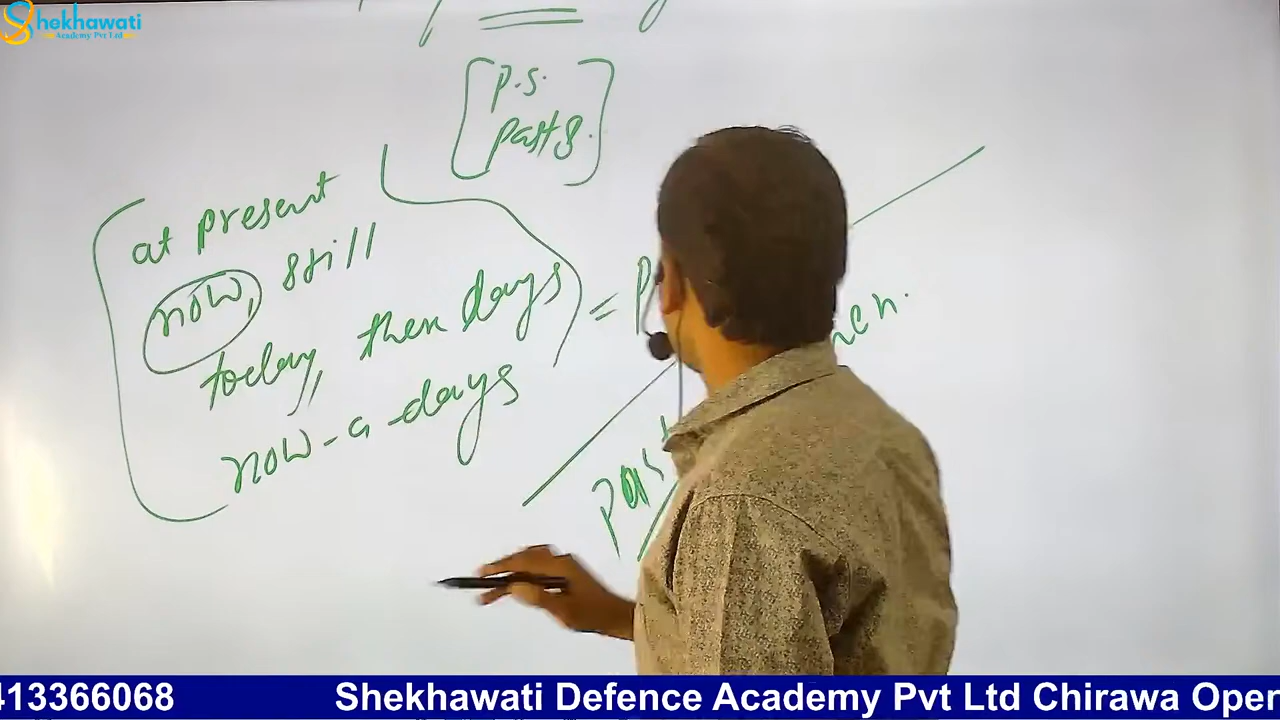 Shekhawati
Academy Pvt Ltd
[p.s.
past s.]
at present
now, still
today, then days
now-a-days
= P
past
413366068 Shekhawati Defence Academy Pvt Ltd Chirawa Oper